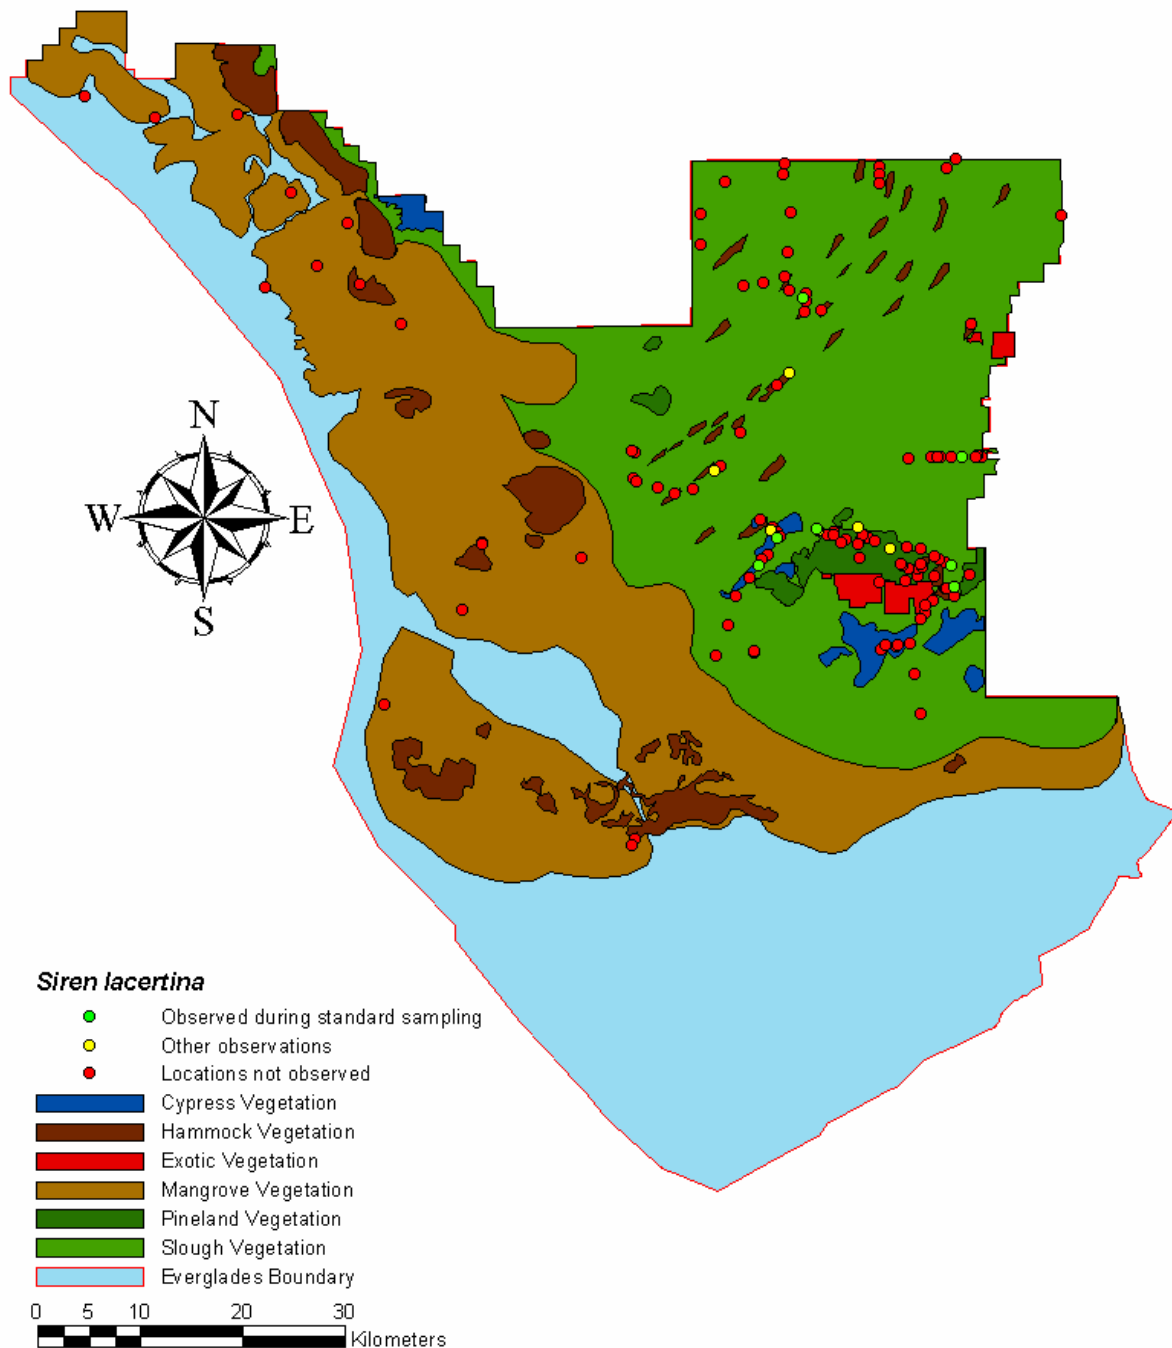 N
W E
S
Siren lacertina
Observed during standard sampling
Other observations
Locations not observed
Cypress Vegetation
Hammock Vegetation
Exotic Vegetation
Mangrove Vegetation
Pineland Vegetation
Slough Vegetation
Everglades Boundary
0 5 10 20 30
Kilometers